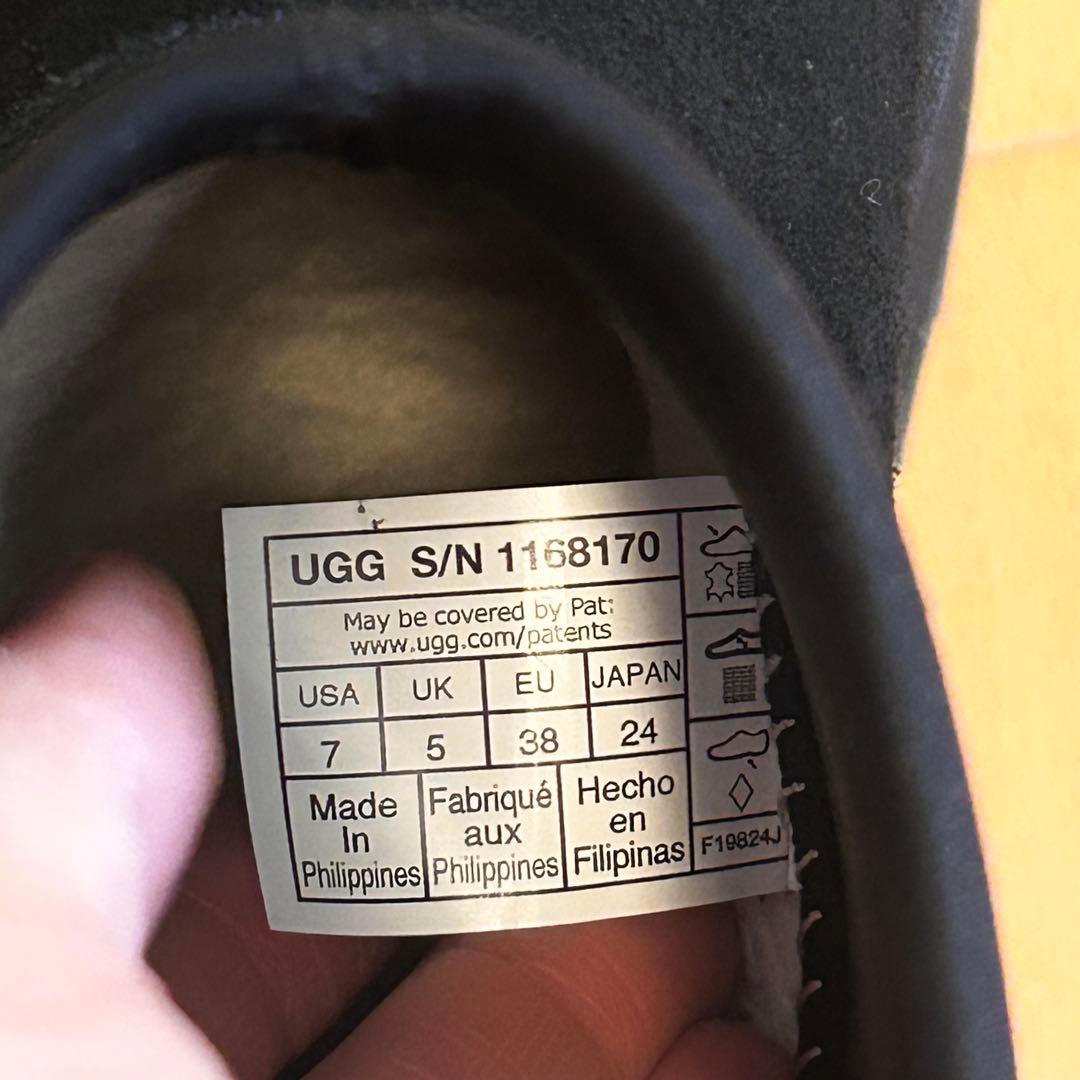 UGG S/N 1168170
May be covered by Pat:
www.ugg.com/patents
USA UK EU JAPAN
7 5 38 24
Made In Philippines
Fabriqué aux Philippines
Hecho en Filipinas
F19824J